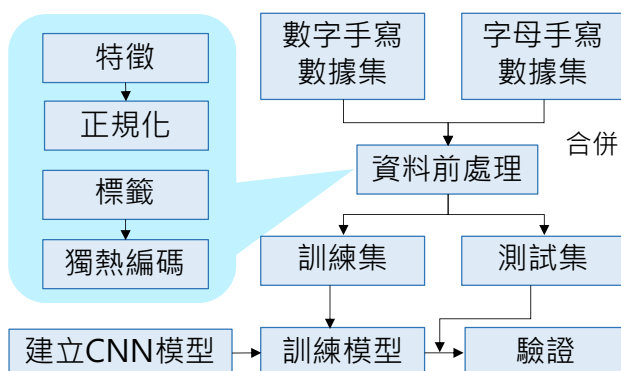 特徵
正規化
標籤
獨熱編碼
數字手寫
數據集
字母手寫
數據集
合併
資料前處理
訓練集
測試集
建立CNN模型
訓練模型
驗證